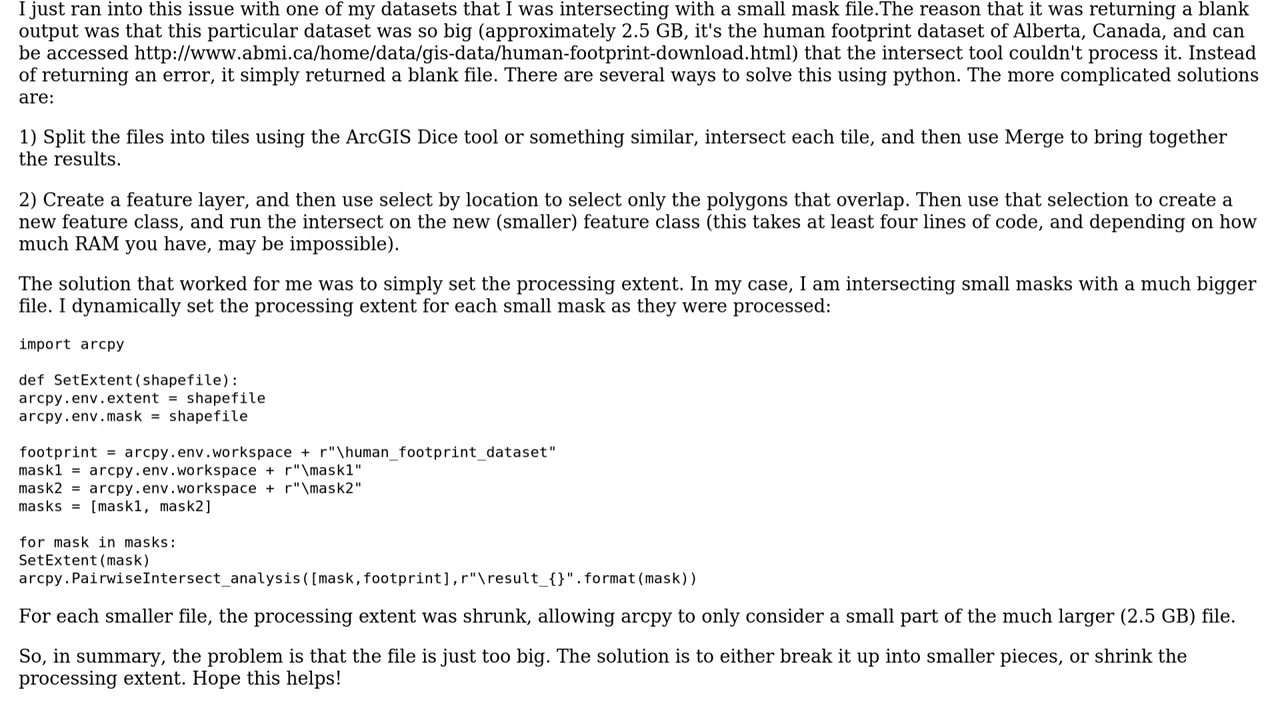 I just ran into this issue with one of my datasets that I was intersecting with a small mask file.The reason that it was returning a blank
output was that this particular dataset was so big (approximately 2.5 GB, it's the human footprint dataset of Alberta, Canada, and can
be accessed http://www.abmi.ca/home/data/gis-data/human-footprint-download.html) that the intersect tool couldn't process it. Instead
of returning an error, it simply returned a blank file. There are several ways to solve this using python. The more complicated solutions
are:
1) Split the files into tiles using the ArcGIS Dice tool or something similar, intersect each tile, and then use Merge to bring together
the results.
2) Create a feature layer, and then use select by location to select only the polygons that overlap. Then use that selection to create a
new feature class, and run the intersect on the new (smaller) feature class (this takes at least four lines of code, and depending on how
much RAM you have, may be impossible).
The solution that worked for me was to simply set the processing extent. In my case, I am intersecting small masks with a much bigger
file. I dynamically set the processing extent for each small mask as they were processed:
import arcpy
def SetExtent(shapefile):
arcpy.env.extent = shapefile
arcpy.env.mask = shapefile
footprint = arcpy.env.workspace + r"\human_footprint_dataset"
mask1 = arcpy.env.workspace + r"\mask1"
mask2 = arcpy.env.workspace + r"\mask2"
masks = [mask1, mask2]
for mask in masks:
SetExtent(mask)
arcpy.PairwiseIntersect_analysis([mask,footprint],r"\result_{}".format(mask))
For each smaller file, the processing extent was shrunk, allowing arcpy to only consider a small part of the much larger (2.5 GB) file.
So, in summary, the problem is that the file is just too big. The solution is to either break it up into smaller pieces, or shrink the
processing extent. Hope this helps!